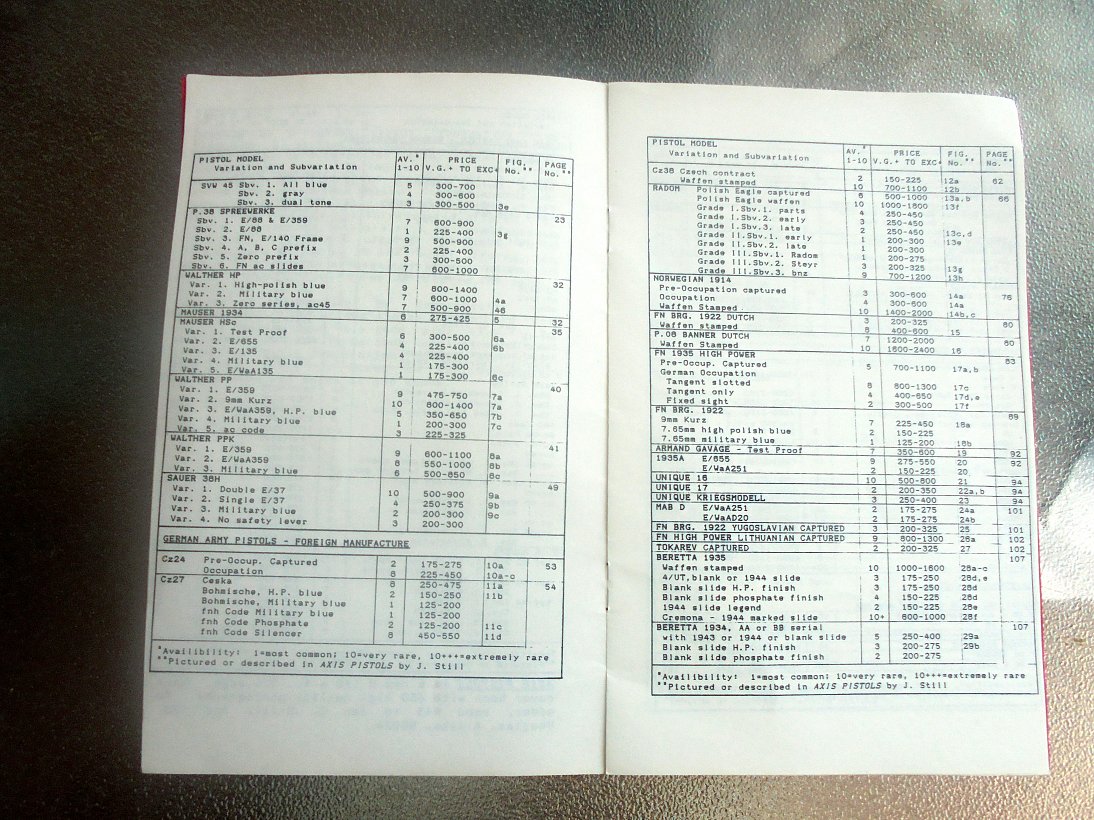 PISTOL MODEL AV.* PRICE FIG. PAGE
Variation and Subvariation 1-10 V.G.+ TO EXC+ No.** No.**
SVW 45 Sbv. 1. All blue 5 300-700
Sbv. 2. gray 4 300-600
Sbv. 3. dual tone 3 300-500 3e
P.38 SPREEWERKE 23
Sbv. 1. E/88 & E/359 7 600-900
Sbv. 2. E/88 1 225-400 3g
Sbv. 3. FN, E/140 Frame 9 500-900
Sbv. 4. A, B, C prefix 2 225-400
Sbv. 5. Zero prefix 3 300-500
Sbv. 6. FN ac slides 7 600-1000
WALTHER HP 32
Var. 1. High-polish blue 9 800-1400
Var. 2. Military blue 7 600-1000 4a
Var. 3. Zero series, ac45 7 500-900 46
MAUSER 1934 6 275-425 5 32
MAUSER HSc 35
Var. 1. Test Proof 6 300-500 6a
Var. 2. E/655 4 225-400 6b
Var. 3. E/135 4 225-400
Var. 4. Military blue 1 175-300
Var. 5. E/WaA135 1 175-300 6c
WALTHER PP 40
Var. 1. E/359 9 475-750 7a
Var. 2. 9mm Kurz 10 800-1400 7a
Var. 3. E/WaA359, H.P. blue 5 350-650 7b
Var. 4. Military blue 1 200-300 7c
Var. 5. ac code 3 225-325
WALTHER PPK 41
Var. 1. E/359 9 600-1100 8a
Var. 2. E/WaA359 8 550-1000 8b
Var. 3. Military blue 6 500-850 8c
SAUER 38H 49
Var. 1. Double E/37 10 500-900 9a
Var. 2. Single E/37 4 250-375 9b
Var. 3. Military blue 2 200-300 9c
Var. 4. No safety lever 3 200-300
GERMAN ARMY PISTOLS - FOREIGN MANUFACTURE
Cz24 Pre-Occup. Captured 2 175-275 10a 53
Occupation 8 225-450 10a-c
Cz27 Ceska 8 250-475 11a 54
Bohmische, H.P. blue 2 150-250 11b
Bohmische, Military blue 1 125-200
fnh Code Military blue 1 125-200
fnh Code Phosphate 2 125-200 11c
fnh Code Silencer 8 450-550 11d
*Availibility: 1=most common; 10=very rare, 10+++=extremely rare
**Pictured or described in AXIS PISTOLS by J. Still
PISTOL MODEL AV.* PRICE FIG. PAGE
Variation and Subvariation 1-10 V.G.+ TO EXC+ No.** No.**
Cz38 Czech contract 2 150-225 12a 62
Waffen stamped 10 700-1100 12b
RADOM Polish Eagle captured 6 500-1000 13a,b 66
Polish Eagle waffen 10 1000-1800 13f
Grade I.Sbv.1. parts 4 250-450
Grade I.Sbv.2. early 3 250-450
Grade I.Sbv.3. late 4 250-400 13c,d
Grade II.Sbv.1. early 1 200-300 13e
Grade II.Sbv.2. late 1 200-300
Grade III.Sbv.1. Radom 1 200-275
Grade III.Sbv.2. Steyr 3 200-325 13g
Grade III.Sbv.3. bnz 9 700-1200 13h
NORWEGIAN 1914 76
Pre-Occupation captured 3 300-600 14a
Occupation 4 300-600 14a
Waffen Stamped 10 1400-2000 14b,c
FN BRG. 1922 DUTCH 3 200-325 80
Waffen stamped 8 400-600 15
P.08 BANNER DUTCH 7 1200-2000 80
Waffen Stamped 10 1600-2400 16
FN 1935 HIGH POWER 83
Pre-Occup. Captured 5 700-1100 17a,b
German Occupation
Tangent slotted 8 800-1300 17c
Tangent only 4 400-650 17d,e
Fixed sight 2 300-500 17f
FN BRG. 1922 89
9mm Kurz 7 225-450 18a
7.65mm high polish blue 2 150-225
7.65mm military blue 1 125-200 18b
ARMAND GAVAGE - Test Proof 7 350-600 19 92
1935A E/655 9 275-550 20 92
E/WaA251 2 150-225 20
UNIQUE 16 10 500-800 21 94
UNIQUE 17 2 200-350 22a,b 94
UNIQUE KRIEGSMODELL 3 250-400 23 94
MAB D E/WaA251 2 175-275 24a 101
E/WaAD20 2 175-275 24b
FN BRG. 1922 YUGOSLAVIAN CAPTURED 3 200-325 25 101
FN HIGH POWER LITHUANIAN CAPTURED 9 800-1300 26a 102
TOKAREV CAPTURED 2 200-325 27 102
BERETTA 1935 107
Waffen stamped 10 1000-1600 28a-c
4/UT,blank or 1944 slide 3 175-250 28d,e
Blank slide H.P. finish 3 175-250 28d
Blank slide phosphate finish 4 150-225 28d
1944 slide legend 2 150-225 28e
Cremona - 1944 marked slide 10+ 600-1000 28f
BERETTA 1934, AA or BB serial 107
with 1943 or 1944 or blank slide 5 250-400 29a
Blank slide H.P. finish 3 200-275 29b
Blank slide phosphate finish 2 200-275
*Availibility: 1=most common; 10=very rare, 10+++=extremely rare
**Pictured or described in AXIS PISTOLS by J. Still